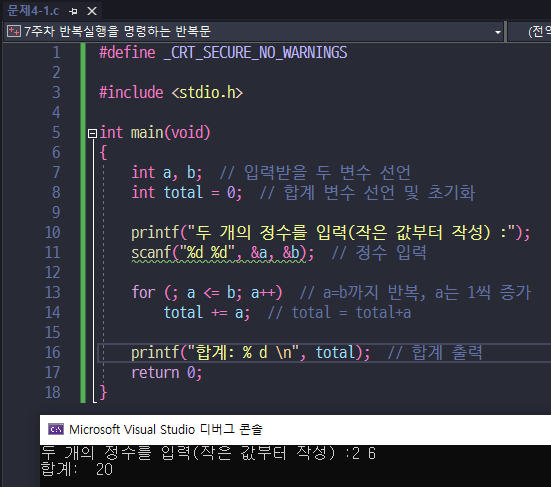 문제4-1.c
7주차 반복실행을 명령하는 반복문 (전역
1 #define _CRT_SECURE_NO_WARNINGS
2
3 #include <stdio.h>
4
5 int main(void)
6 {
7 int a, b; // 입력받을 두 변수 선언
8 int total = 0; // 합계 변수 선언 및 초기화
9
10 printf("두 개의 정수를 입력(작은 값부터 작성) :");
11 scanf("%d %d", &a, &b); // 정수 입력
12
13 for (; a <= b; a++) // a=b까지 반복, a는 1씩 증가
14 total += a; // total = total+a
15
16 printf("합계: % d \n", total); // 합계 출력
17 return 0;
18 }
Microsoft Visual Studio 디버그 콘솔
두 개의 정수를 입력(작은 값부터 작성) :2 6
합계:  20